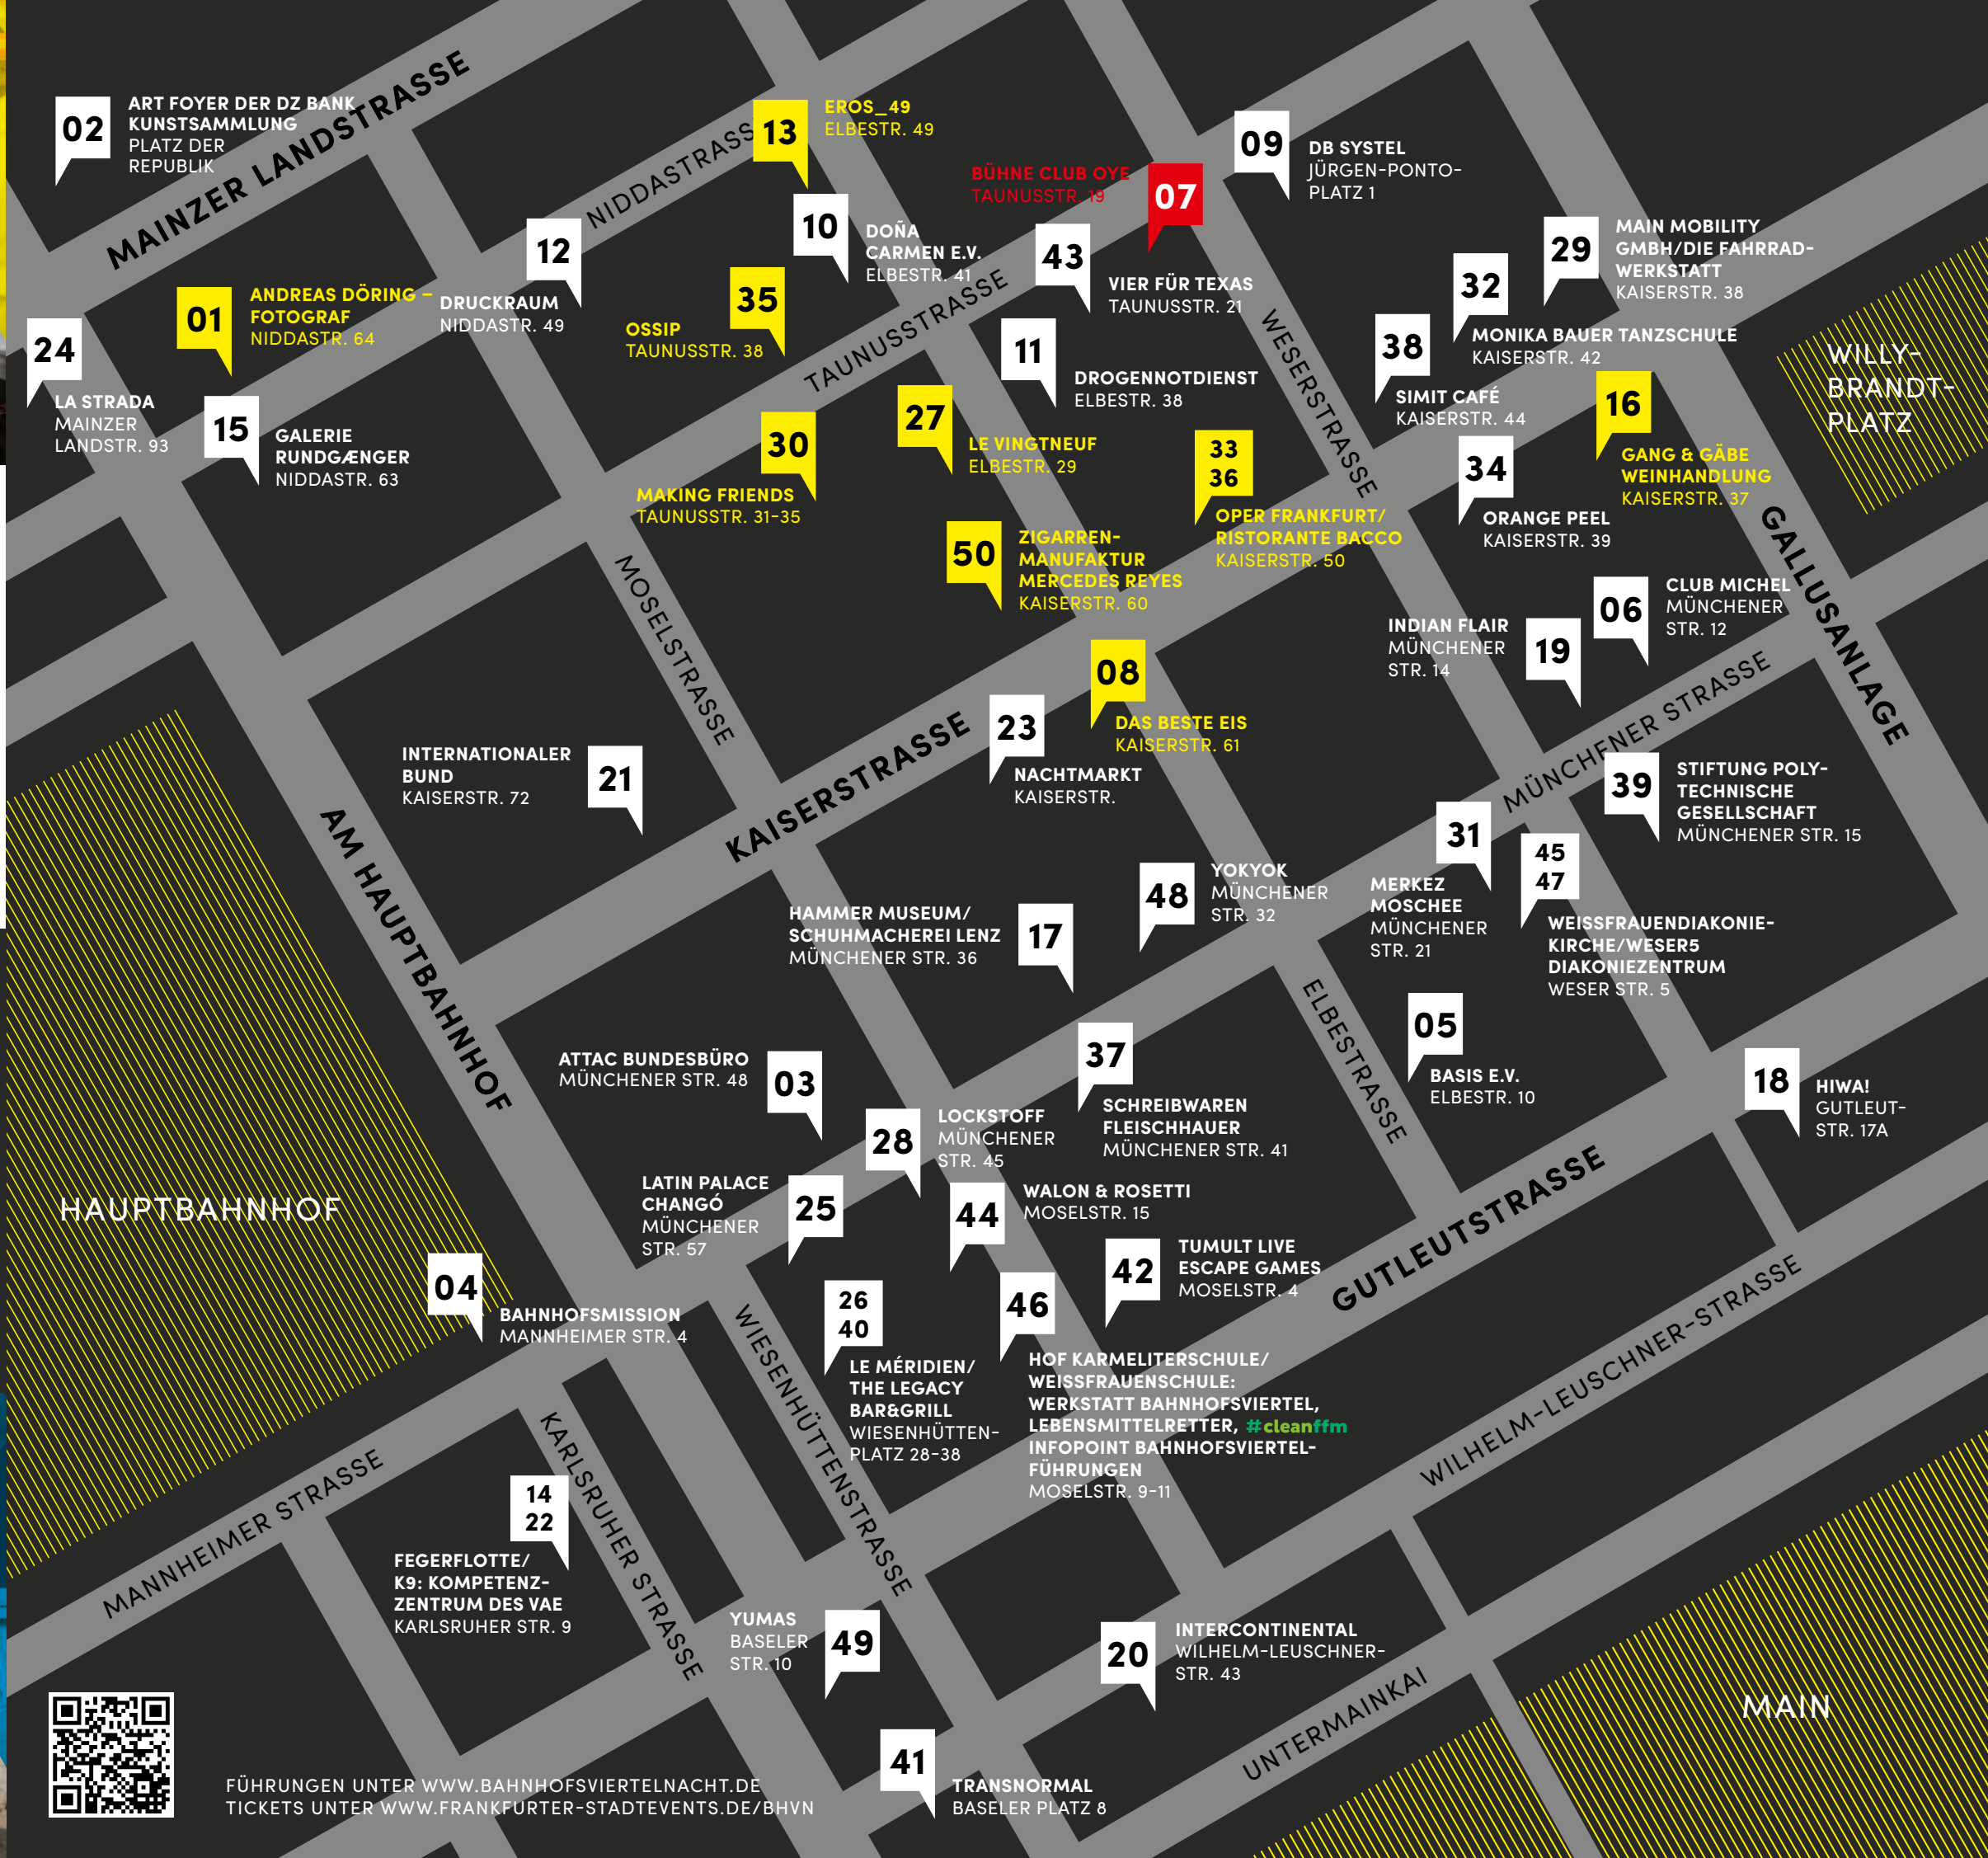 02
ART FOYER DER DZ BANK
KUNSTSAMMLUNG
PLATZ DER
REPUBLIK
MAINZER LANDSTRASSE
NIDDASTRASSE
13
EROS_49
ELBESTR. 49
BÜHNE CLUB OYE
TAUNUSSTR. 19
07
09
DB SYSTEL
JÜRGEN-PONTO-
PLATZ 1
12
DRUCKRAUM
NIDDASTR. 49
10
DOÑA
CARMEN E.V.
ELBESTR. 41
43
VIER FÜR TEXAS
TAUNUSSTR. 21
29
MAIN MOBILITY
GMBH/DIE FAHRRAD-
WERKSTATT
KAISERSTR. 38
32
MONIKA BAUER TANZSCHULE
KAISERSTR. 42
01
ANDREAS DÖRING –
FOTOGRAF
NIDDASTR. 64
35
OSSIP
TAUNUSSTR. 38
TAUNUSSTRASSE
24
LA STRADA
MAINZER
LANDSTR. 93
15
GALERIE
RUNDGÆNGER
NIDDASTR. 63
11
DROGENNOTDIENST
ELBESTR. 38
WESERSTRASSE
38
SIMIT CAFÉ
KAISERSTR. 44
16
GANG & GÄBE
WEINHANDLUNG
KAISERSTR. 37
WILLY-
BRANDT-
PLATZ
30
MAKING FRIENDS
TAUNUSSTR. 31-35
27
LE VINGTNEUF
ELBESTR. 29
33
36
OPER FRANKFURT/
RISTORANTE BACCO
KAISERSTR. 50
34
ORANGE PEEL
KAISERSTR. 39
GALLUSANLAGE
50
ZIGARREN-
MANUFAKTUR
MERCEDES REYES
KAISERSTR. 60
MOSELSTRASSE
06
CLUB MICHEL
MÜNCHENER
STR. 12
INDIAN FLAIR
MÜNCHENER
STR. 14
19
08
DAS BESTE EIS
KAISERSTR. 61
23
NACHTMARKT
KAISERSTR.
MÜNCHENER STRASSE
INTERNATIONALER
BUND
KAISERSTR. 72
21
KAISERSTRASSE
39
STIFTUNG POLY-
TECHNISCHE
GESELLSCHAFT
MÜNCHENER STR. 15
31
MERKEZ
MOSCHEE
MÜNCHENER
STR. 21
45
47
WEISSFRAUENDIAKONIE-
KIRCHE/WESER5
DIAKONIEZENTRUM
WESER STR. 5
AM HAUPTBAHNHOF
48
YOKYOK
MÜNCHENER
STR. 32
HAMMER MUSEUM/
SCHUHMACHEREI LENZ
MÜNCHENER STR. 36
17
ELBESTRASSE
05
BASIS E.V.
ELBESTR. 10
18
HIWA!
GUTLEUT-
STR. 17A
ATTAC BUNDESBÜRO
MÜNCHENER STR. 48
03
37
SCHREIBWAREN
FLEISCHHAUER
MÜNCHENER STR. 41
28
LOCKSTOFF
MÜNCHENER
STR. 45
LATIN PALACE
CHANGÓ
MÜNCHENER
STR. 57
25
44
WALON & ROSETTI
MOSELSTR. 15
HAUPTBAHNHOF
42
TUMULT LIVE
ESCAPE GAMES
MOSELSTR. 4
GUTLEUTSTRASSE
04
BAHNHOFSMISSION
MANNHEIMER STR. 4
26
40
LE MÉRIDIEN/
THE LEGACY
BAR&GRILL
WIESENHÜTTEN-
PLATZ 28-38
46
HOF KARMELITERSCHULE/
WEISSFRAUENSCHULE:
WERKSTATT BAHNHOFSVIERTEL,
LEBENSMITTELRETTER, #cleanffm
INFOPOINT BAHNHOFSVIERTEL-
FÜHRUNGEN
MOSELSTR. 9-11
WIESENHÜTTENSTRASSE
WILHELM-LEUSCHNER-STRASSE
MANNHEIMER STRASSE
KARLSRUHER STRASSE
14
22
FEGERFLOTTE/
K9: KOMPETENZ-
ZENTRUM DES VAE
KARLSRUHER STR. 9
YUMAS
BASELER
STR. 10
49
20
INTERCONTINENTAL
WILHELM-LEUSCHNER-
STR. 43
UNTERMAINKAI
MAIN
41
TRANSNORMAL
BASELER PLATZ 8
FÜHRUNGEN UNTER WWW.BAHNHOFSVIERTELNACHT.DE
TICKETS UNTER WWW.FRANKFURTER-STADTEVENTS.DE/BHVN